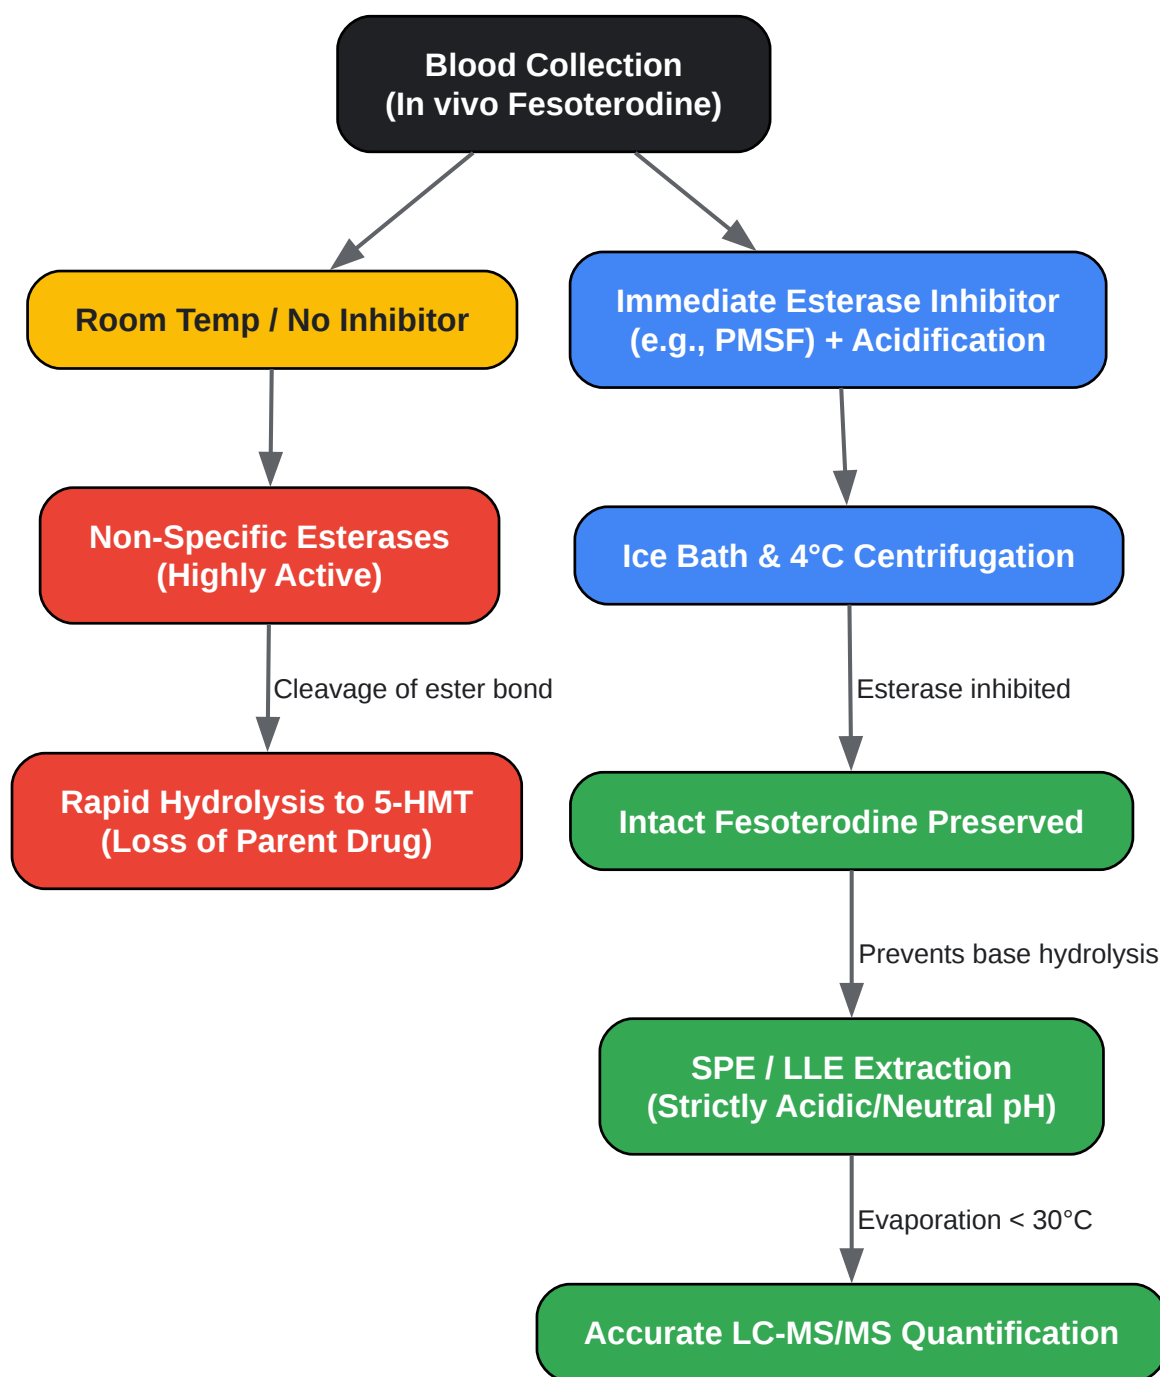 Blood Collection
(In vivo Fesoterodine)
Room Temp / No Inhibitor
Immediate Esterase Inhibitor
(e.g., PMSF) + Acidification
Non-Specific Esterases
(Highly Active)
Ice Bath & 4°C Centrifugation
Cleavage of ester bond
Esterase inhibited
Rapid Hydrolysis to 5-HMT
(Loss of Parent Drug)
Intact Fesoterodine Preserved
Prevents base hydrolysis
SPE / LLE Extraction
(Strictly Acidic/Neutral pH)
Evaporation < 30°C
Accurate LC-MS/MS Quantification